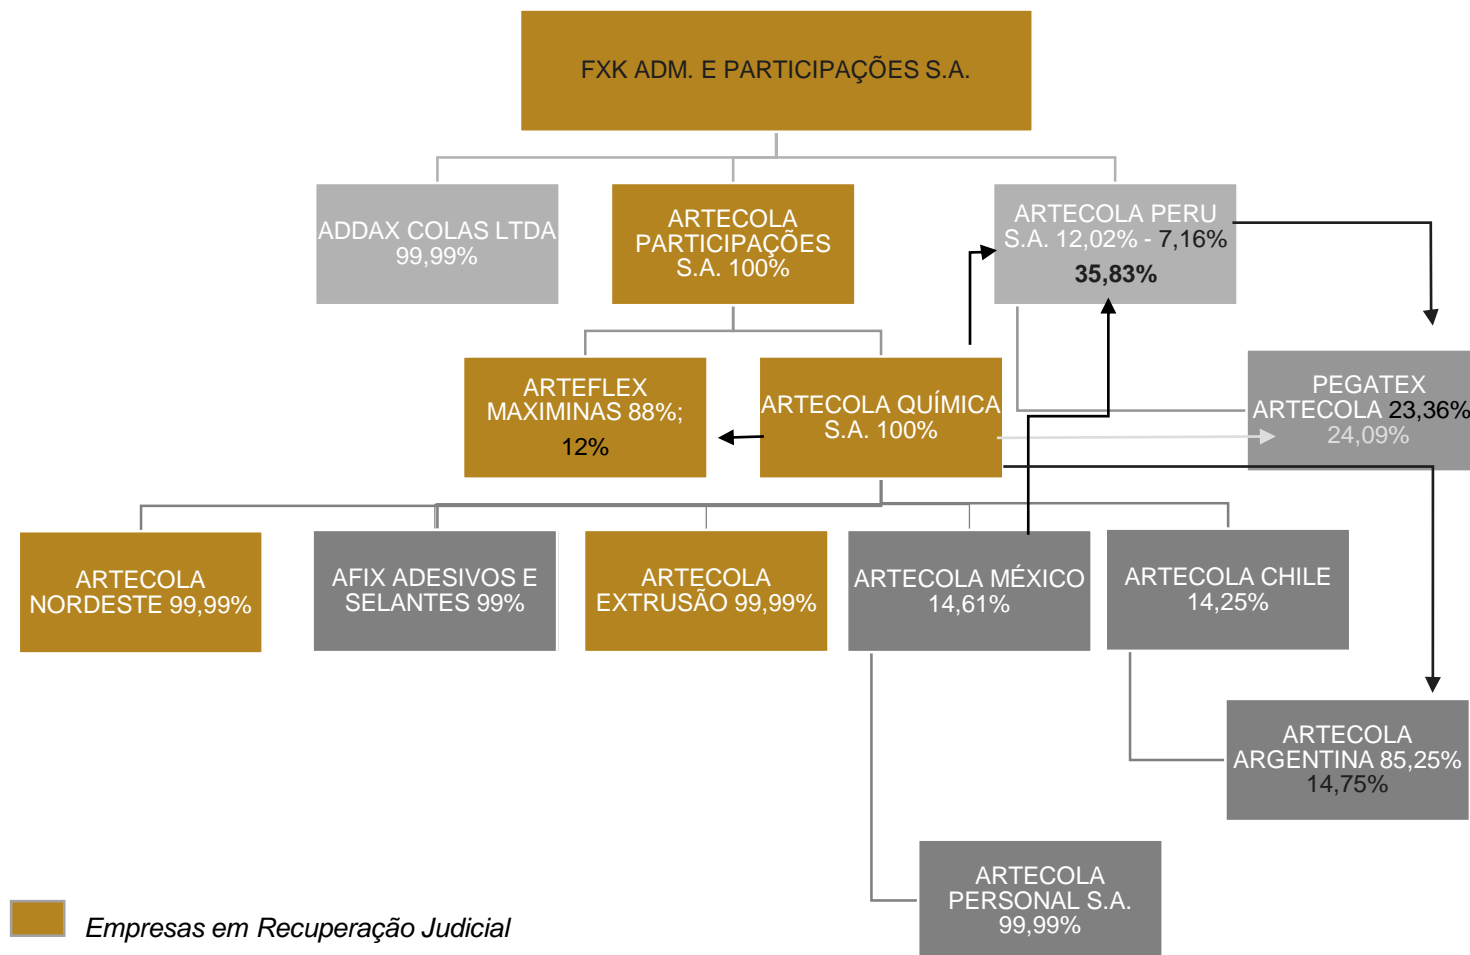 FXK ADM. E PARTICIPAÇÕES S.A.
ADDAX COLAS LTDA
99,99%
ARTECOLA
PARTICIPAÇÕES
S.A. 100%
ARTECOLA PERU
S.A. 12,02% - 7,16%
35,83%
ARTEFLEX
MAXIMINAS 88%;
12%
ARTECOLA QUÍMICA
S.A. 100%
PEGATEX
ARTECOLA 23,36%
24,09%
ARTECOLA
NORDESTE 99,99%
AFIX ADESIVOS E
SELANTES 99%
ARTECOLA
EXTRUSÃO 99,99%
ARTECOLA MÉXICO
14,61%
ARTECOLA CHILE
14,25%
ARTECOLA
ARGENTINA 85,25%
14,75%
ARTECOLA
PERSONAL S.A.
99,99%
Empresas em Recuperação Judicial